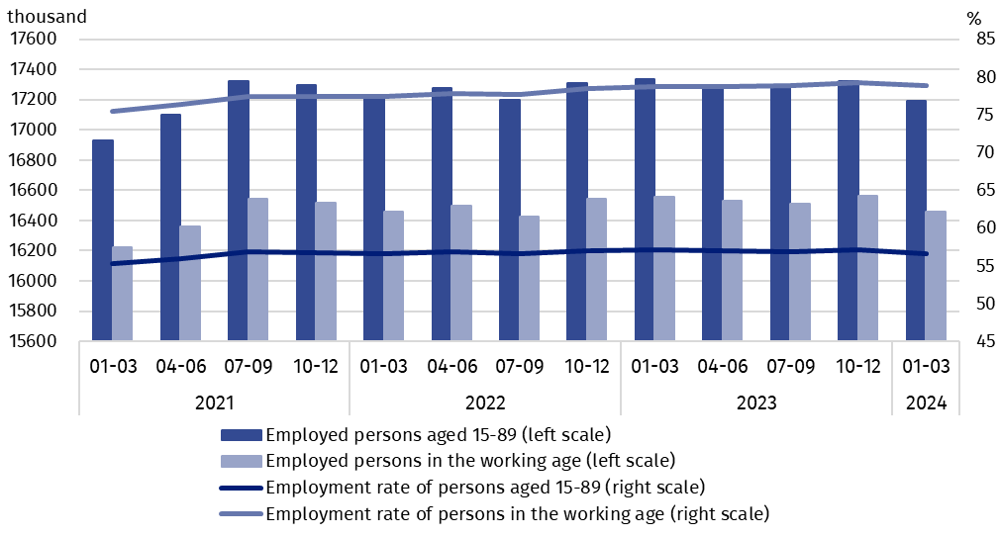 thousand %
17600 85
17400 80
17200 75
17000
16800 70
16600 65
16400 60
16200 55
16000
15800 50
15600 45
01-03 04-06 07-09 10-12 01-03 04-06 07-09 10-12 01-03 04-06 07-09 10-12 01-03
2021 2022 2023 2024
Employed persons aged 15-89 (left scale)
Employed persons in the working age (left scale)
Employment rate of persons aged 15-89 (right scale)
Employment rate of persons in the working age (right scale)